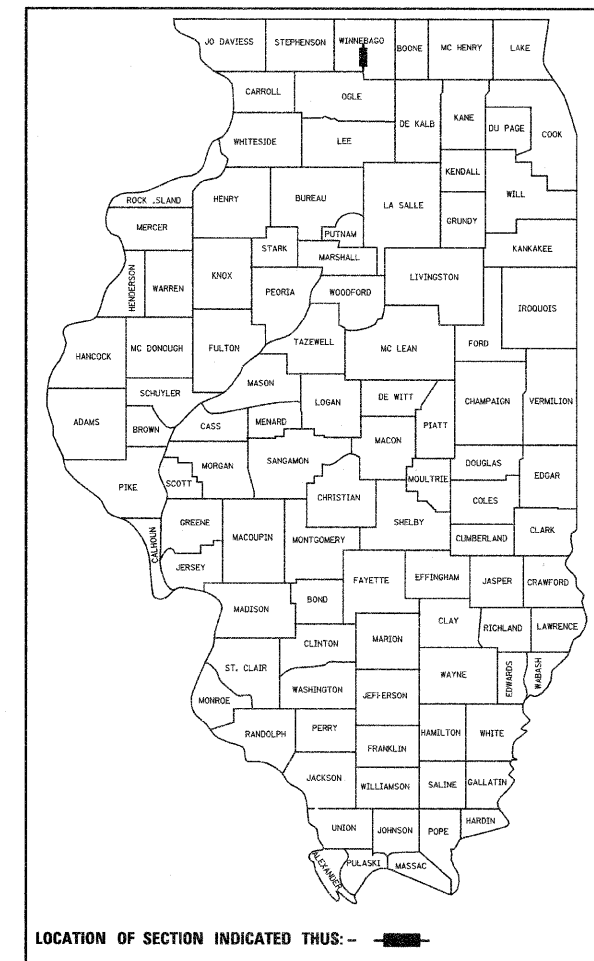 JO DAVIESS STEPHENSON WINNEBAGO BOONE MC HENRY LAKE
CARROLL OGLE
DE KALB KANE DU PAGE COOK
WHITESIDE LEE
KENDALL WILL
ROCK ISLAND HENRY BUREAU LA SALLE GRUNDY
MERCER PUTNAM
STARK MARSHALL KANKAKEE
HENDERSON WARREN KNOX PEORIA WOODFORD LIVINGSTON IROQUOIS
HANCOCK MC DONOUGH FULTON TAZEWELL MC LEAN FORD
MASON
SCHUYLER LOGAN DE WITT CHAMPAIGN VERMILION
ADAMS BROWN CASS MENARD PIATT
MACON
SANGAMON DOUGLAS
PIKE SCOTT MORGAN CHRISTIAN MOULTRIE COLES EDGAR
GREENE MACOUPIN MONTGOMERY SHELBY CUMBERLAND CLARK
CALHOUN JERSEY FAYETTE EFFINGHAM JASPER CRAWFORD
MADISON BOND
CLAY RICHLAND LAWRENCE
CLINTON MARION
ST. CLAIR WAYNE EDWARDS WABASH
WASHINGTON JEFFERSON
MONROE
RANDOLPH PERRY HAMILTON WHITE
FRANKLIN
JACKSON WILLIAMSON SALINE GALLATIN
UNION JOHNSON POPE HARDIN
ALEXANDER PULASKI MASSAC
LOCATION OF SECTION INDICATED THUS: -